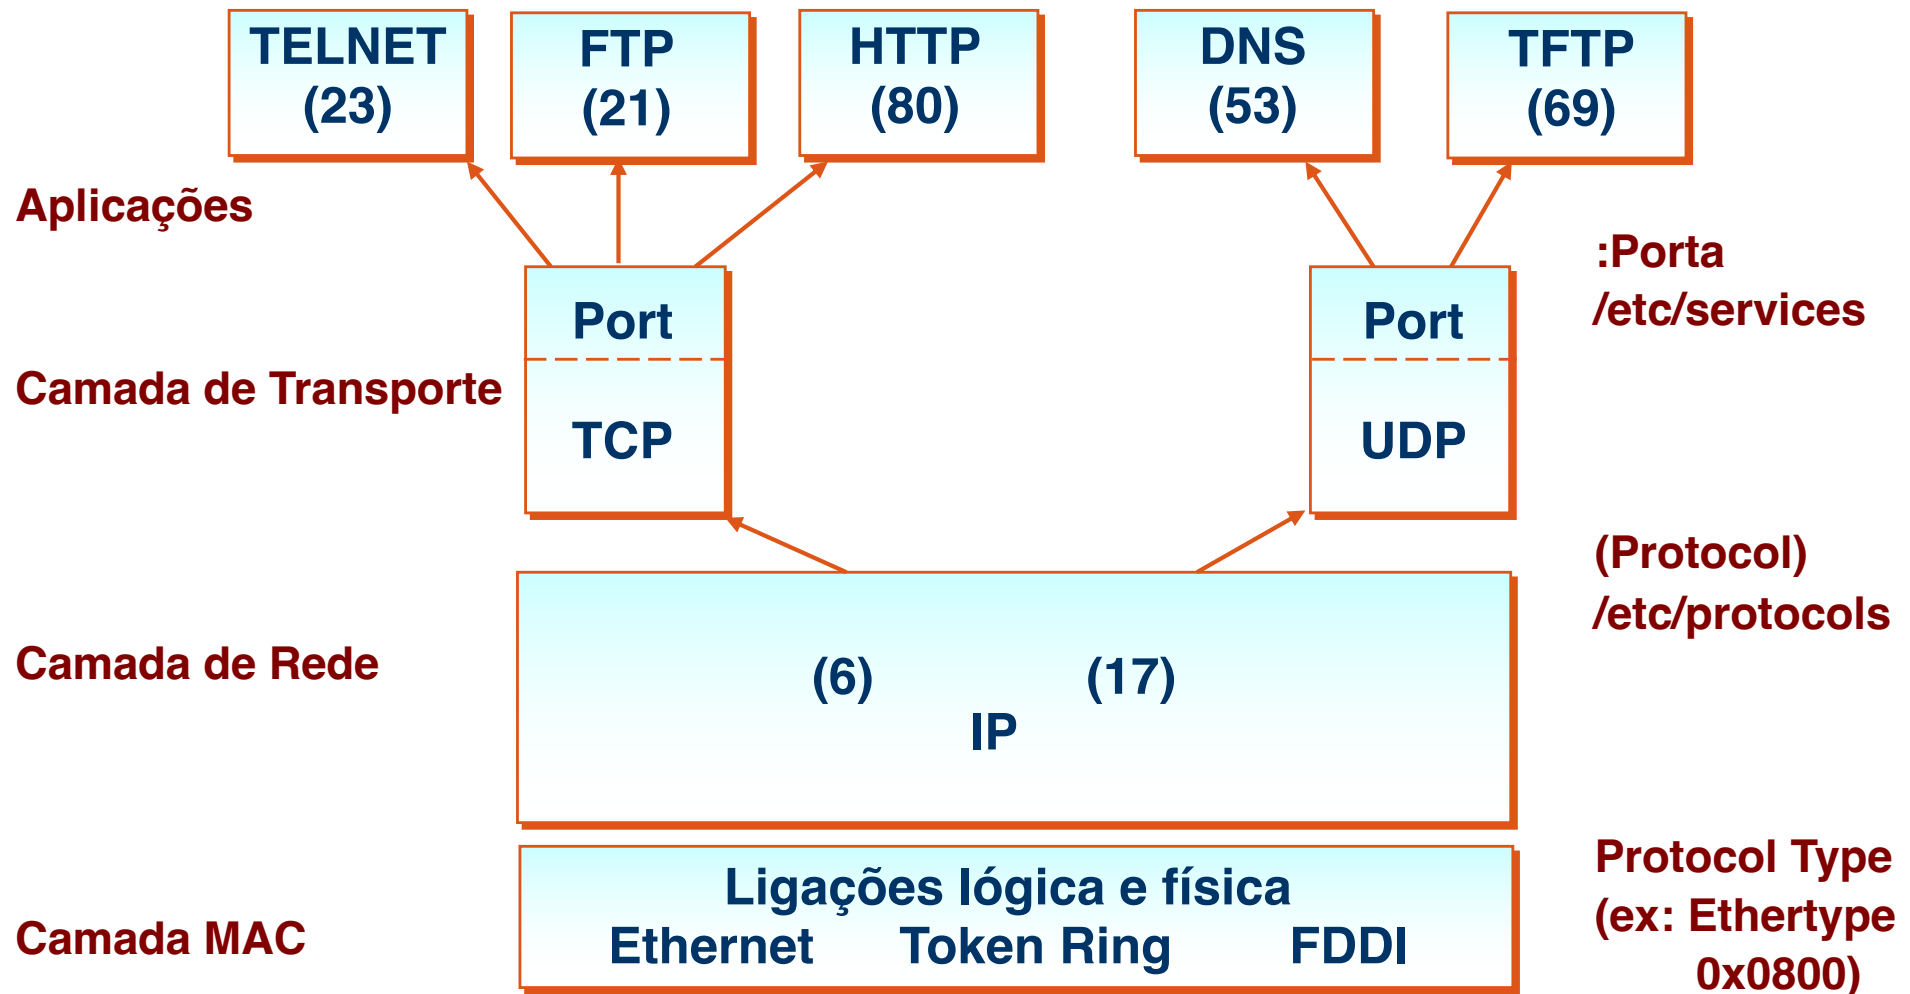 TELNET
(23)
FTP
(21)
HTTP
(80)
DNS
(53)
TFTP
(69)
Aplicações
:Porta
/etc/services
Port
Port
Camada de Transporte
TCP
UDP
(Protocol)
/etc/protocols
Camada de Rede
(6) (17)
IP
Ligações lógica e física
Ethernet Token Ring FDDI
Camada MAC
Protocol Type
(ex: Ethertype
0x0800)